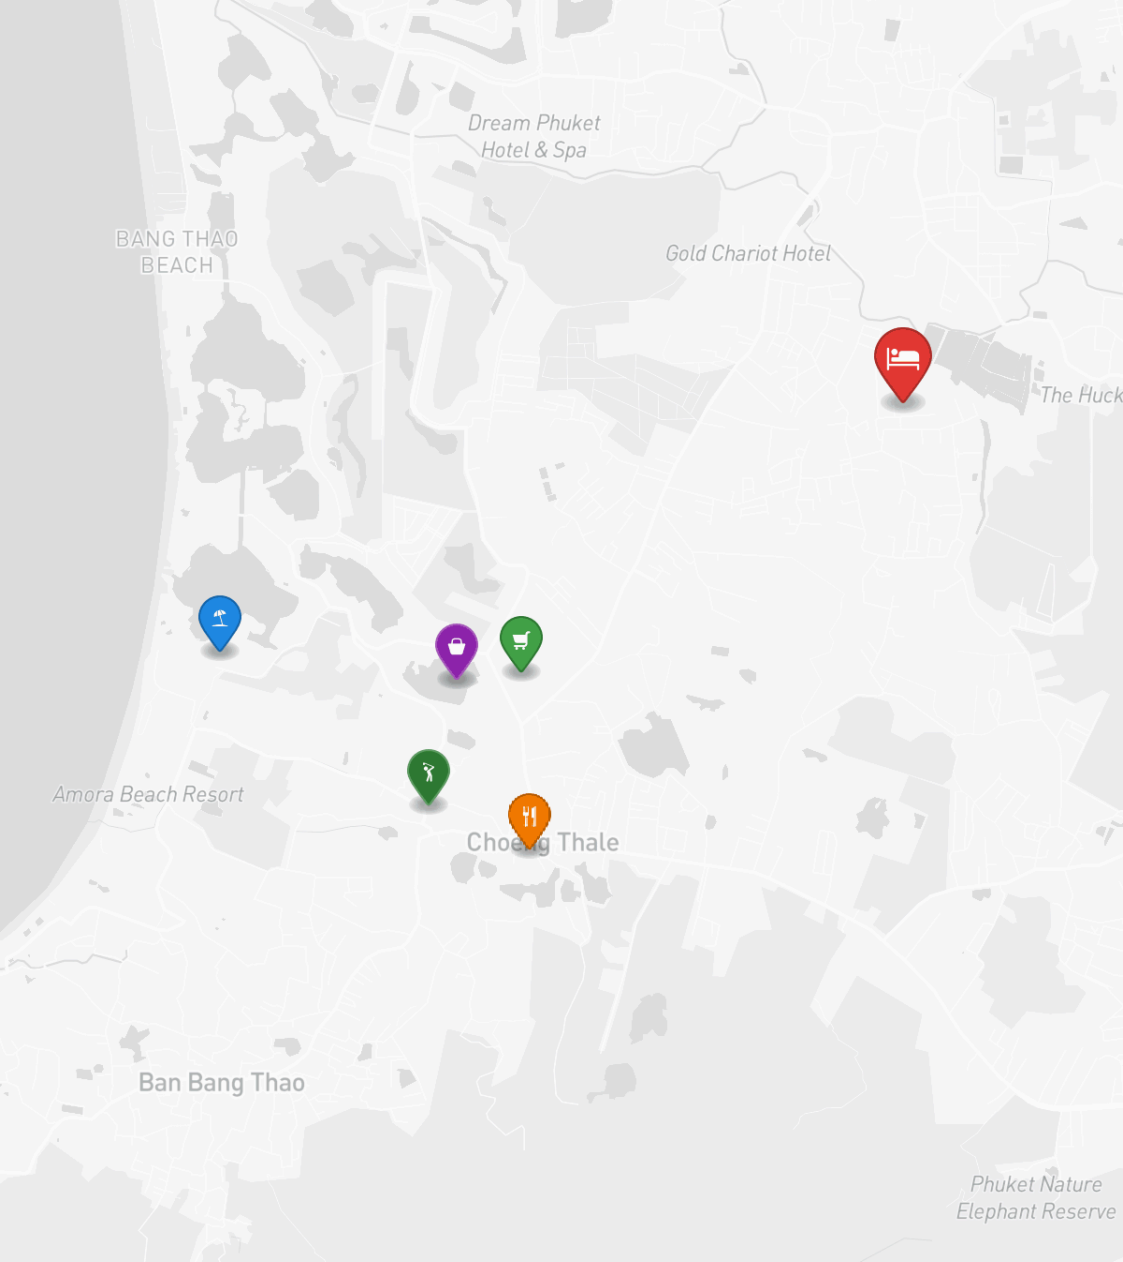 Dream Phuket
Hotel & Spa
BANG THAO
BEACH
Gold Chariot Hotel
The Huck
Amora Beach Resort
Choeng Thale
Ban Bang Thao
Phuket Nature
Elephant Reserve